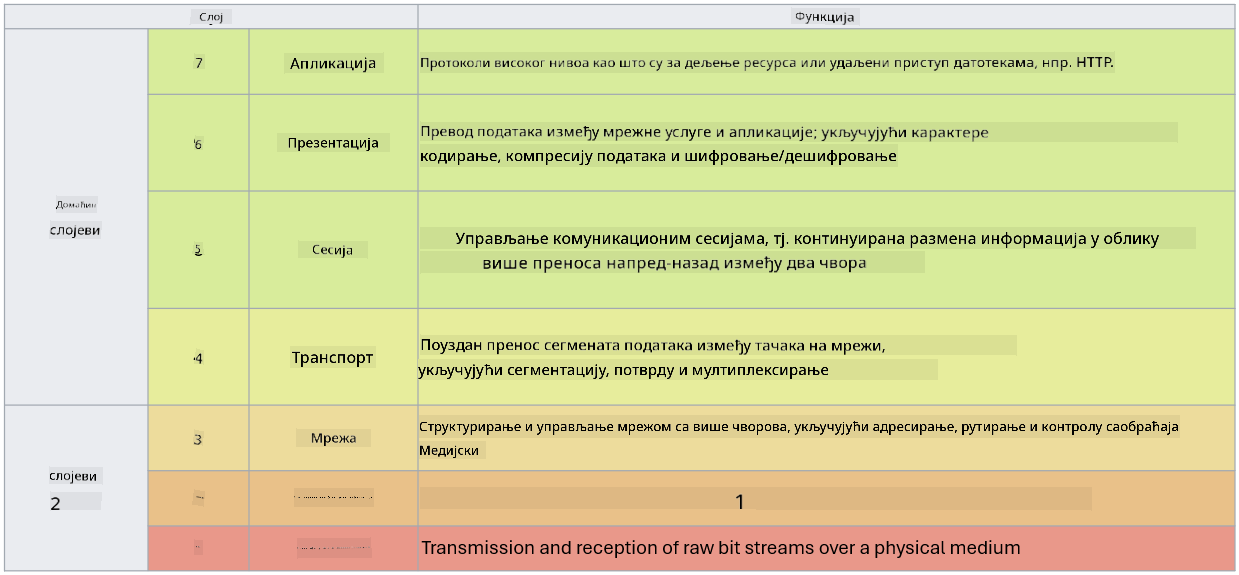 Слој
Функција
7
Апликација
Протоколи високог нивоа као што су за дељење ресурса или удаљени приступ датотекама, нпр. HTTP.
6
Презентација
Превод података између мрежне услуге и апликације; укључујући карактере
кодирање, компресију података и шифровање/дешифровање
Домаћин
слојеви
5
Сесија
Управљање комуникационим сесијама, тј. континуирана размена информација у облику
више преноса напред-назад између два чвора
4
Транспорт
Поуздан пренос сегмената података између тачака на мрежи,
укључујући сегментацију, потврду и мултиплексирање
3
Мрежа
Структурирање и управљање мрежом са више чворова, укључујући адресирање, рутирање и контролу саобраћаја
Медијски
слојеви
2
1
Transmission and reception of raw bit streams over a physical medium